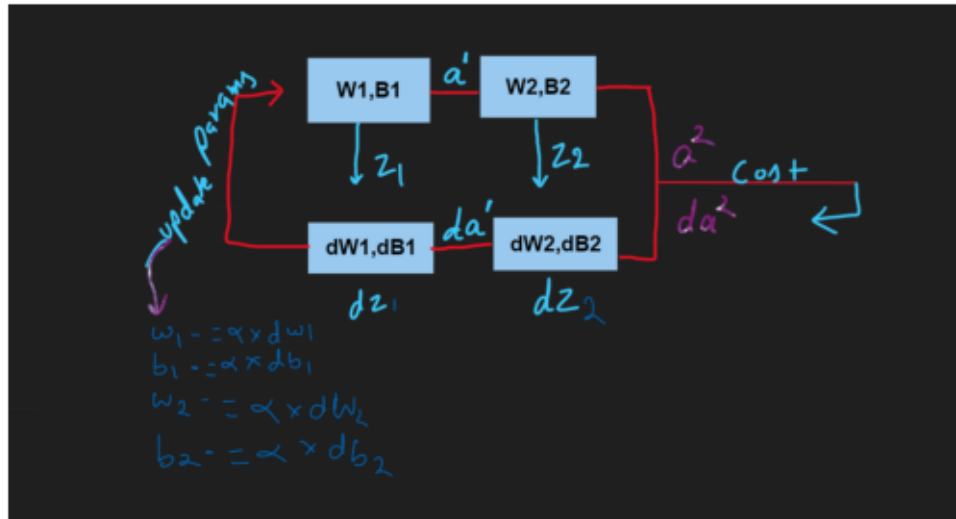 a'
W1,B1
W2,B2
update params
z1
z2
a²
cost
da²
da'
dW1,dB1
dW2,dB2
dz1
dz2
w1 -= α × dw1
b1 -= α × db1
w2 -= α × dW2
b2 -= α × db2